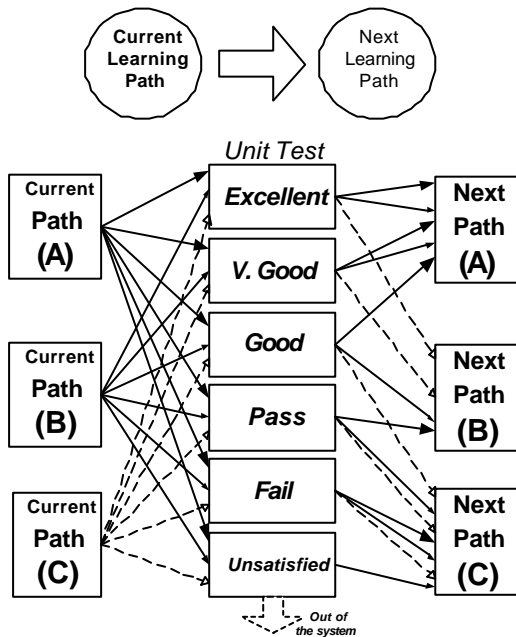 Current
Learning
Path
Next
Learning
Path
Unit Test
Current
Path
(A)
Current
Path
(B)
Current
Path
(C)
Excellent
V. Good
Good
Pass
Fail
Unsatisfied
Next
Path
(A)
Next
Path
(B)
Next
Path
(C)
Out of
the system